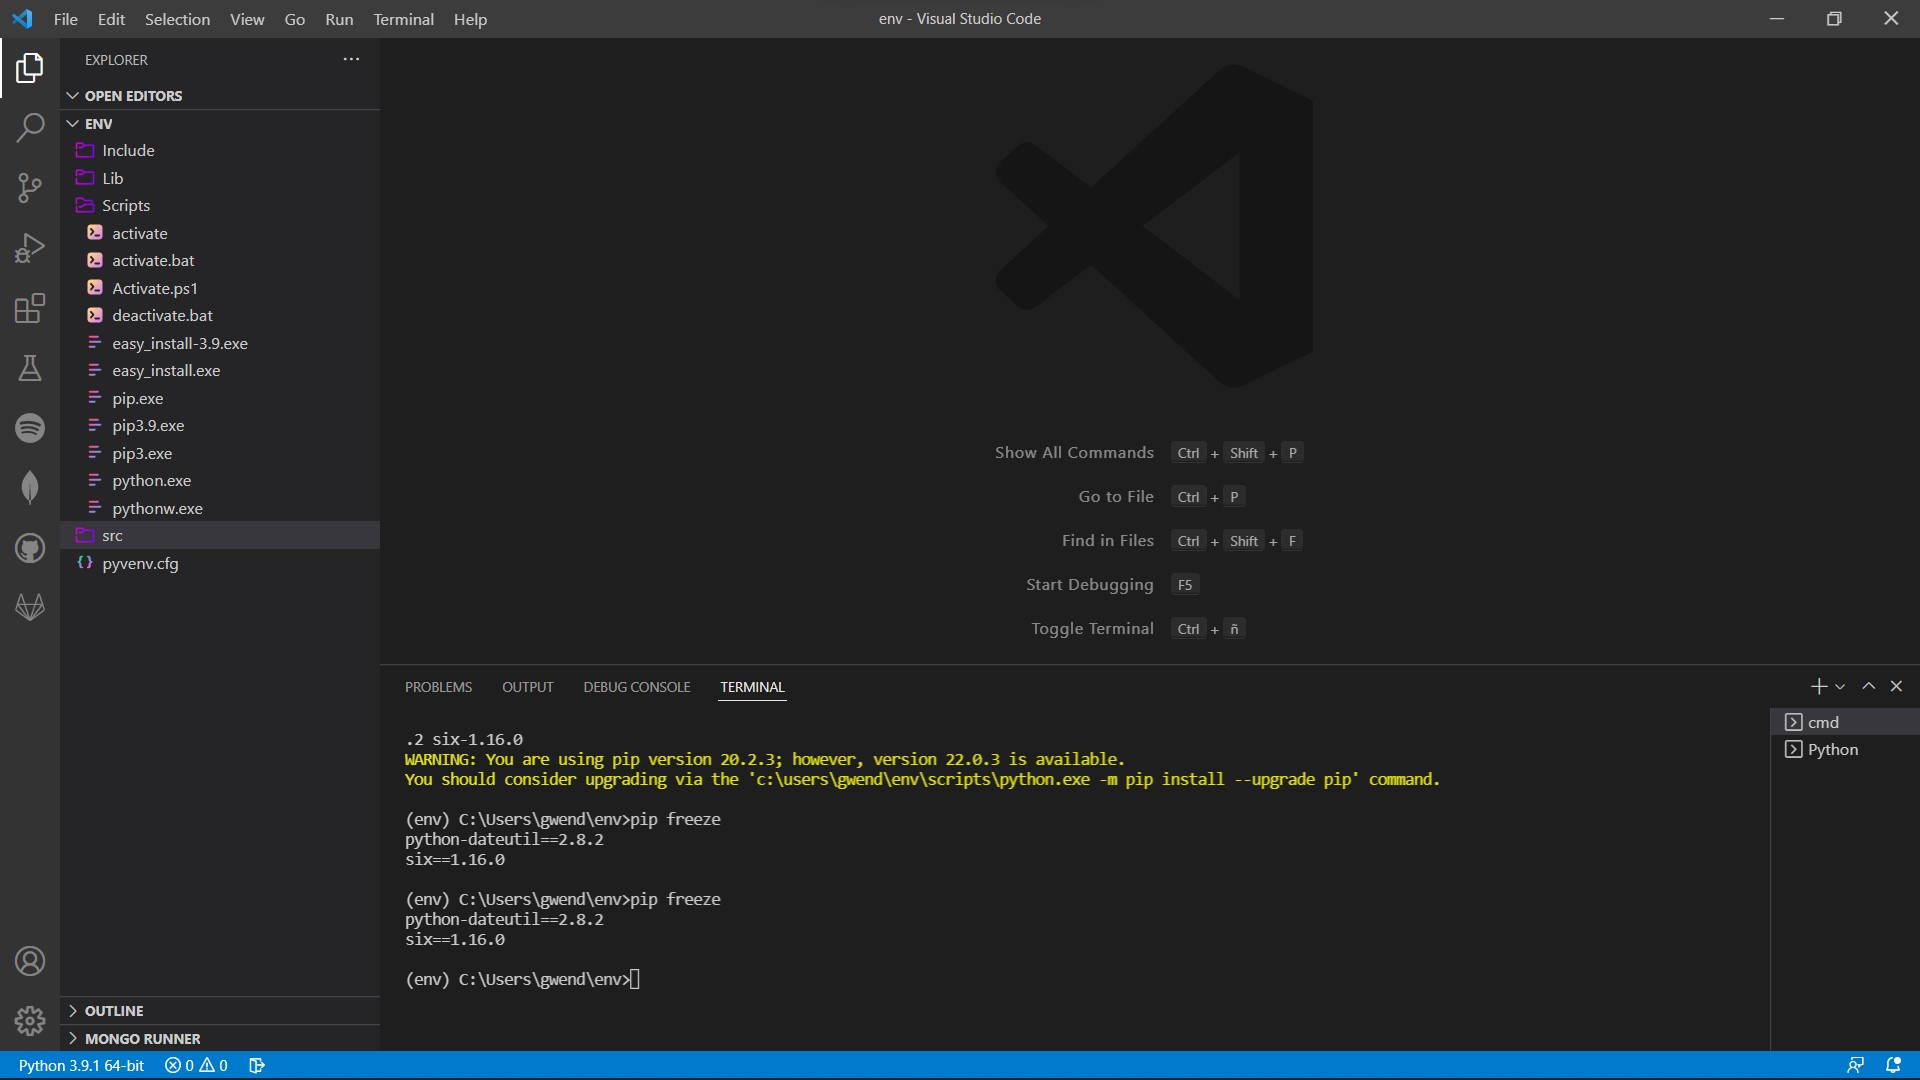 File Edit Selection View Go Run Terminal Help
env - Visual Studio Code
EXPLORER
OPEN EDITORS
ENV
Include
Lib
Scripts
activate
activate.bat
Activate.ps1
deactivate.bat
easy_install-3.9.exe
easy_install.exe
pip.exe
pip3.9.exe
pip3.exe
python.exe
pythonw.exe
src
pyvenv.cfg
OUTLINE
MONGO RUNNER
Show All Commands Ctrl + Shift + P
Go to File Ctrl + P
Find in Files Ctrl + Shift + F
Start Debugging F5
Toggle Terminal Ctrl + ñ
PROBLEMS OUTPUT DEBUG CONSOLE TERMINAL
.2 six-1.16.0
WARNING: You are using pip version 20.2.3; however, version 22.0.3 is available.
You should consider upgrading via the 'c:\users\gwend\env\scripts\python.exe -m pip install --upgrade pip' command.
(env) C:\Users\gwend\env>pip freeze
python-dateutil==2.8.2
six==1.16.0
(env) C:\Users\gwend\env>pip freeze
python-dateutil==2.8.2
six==1.16.0
(env) C:\Users\gwend\env>
cmd
Python
Python 3.9.1 64-bit 0 0